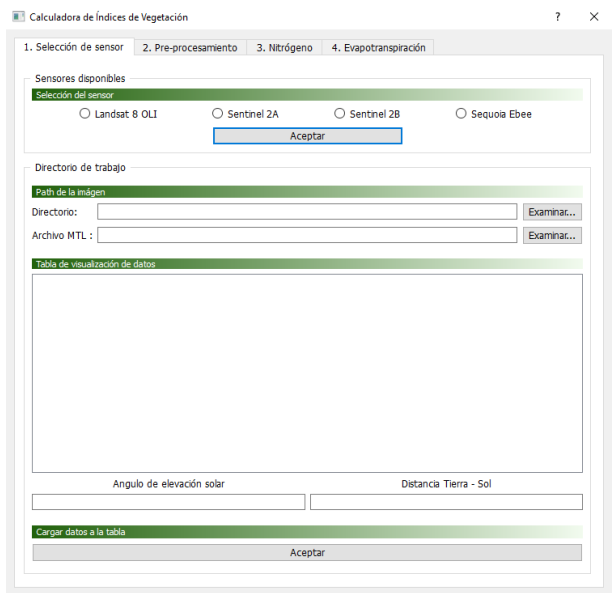 Calculadora de Índices de Vegetación ? ×
1. Selección de sensor 2. Pre-procesamiento 3. Nitrógeno 4. Evapotranspiración
Sensores disponibles
Selección del sensor
Landsat 8 OLI Sentinel 2A Sentinel 2B Sequoia Ebee
Aceptar
Directorio de trabajo
Path de la imágen
Directorio: Examinar...
Archivo MTL : Examinar...
Tabla de visualización de datos
Angulo de elevación solar Distancia Tierra - Sol
Cargar datos a la tabla
Aceptar